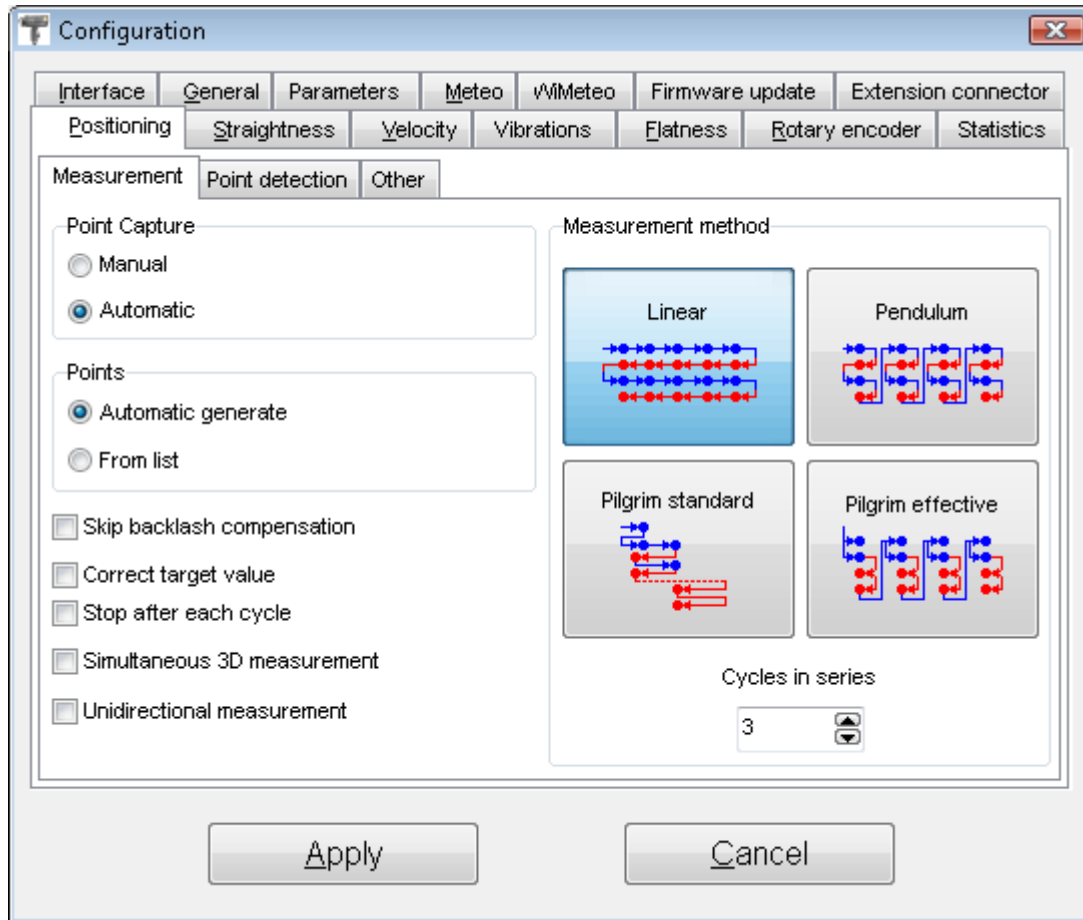 Configuration
Interface General Parameters Meteo WiMeteo Firmware update Extension connector
Positioning Straightness Velocity Vibrations Flatness Rotary encoder Statistics
Measurement Point detection Other
Point Capture
Manual
Automatic
Points
Automatic generate
From list
Skip backlash compensation
Correct target value
Stop after each cycle
Simultaneous 3D measurement
Unidirectional measurement
Measurement method
Linear Pendulum
Pilgrim standard Pilgrim effective
Cycles in series
3
Apply Cancel